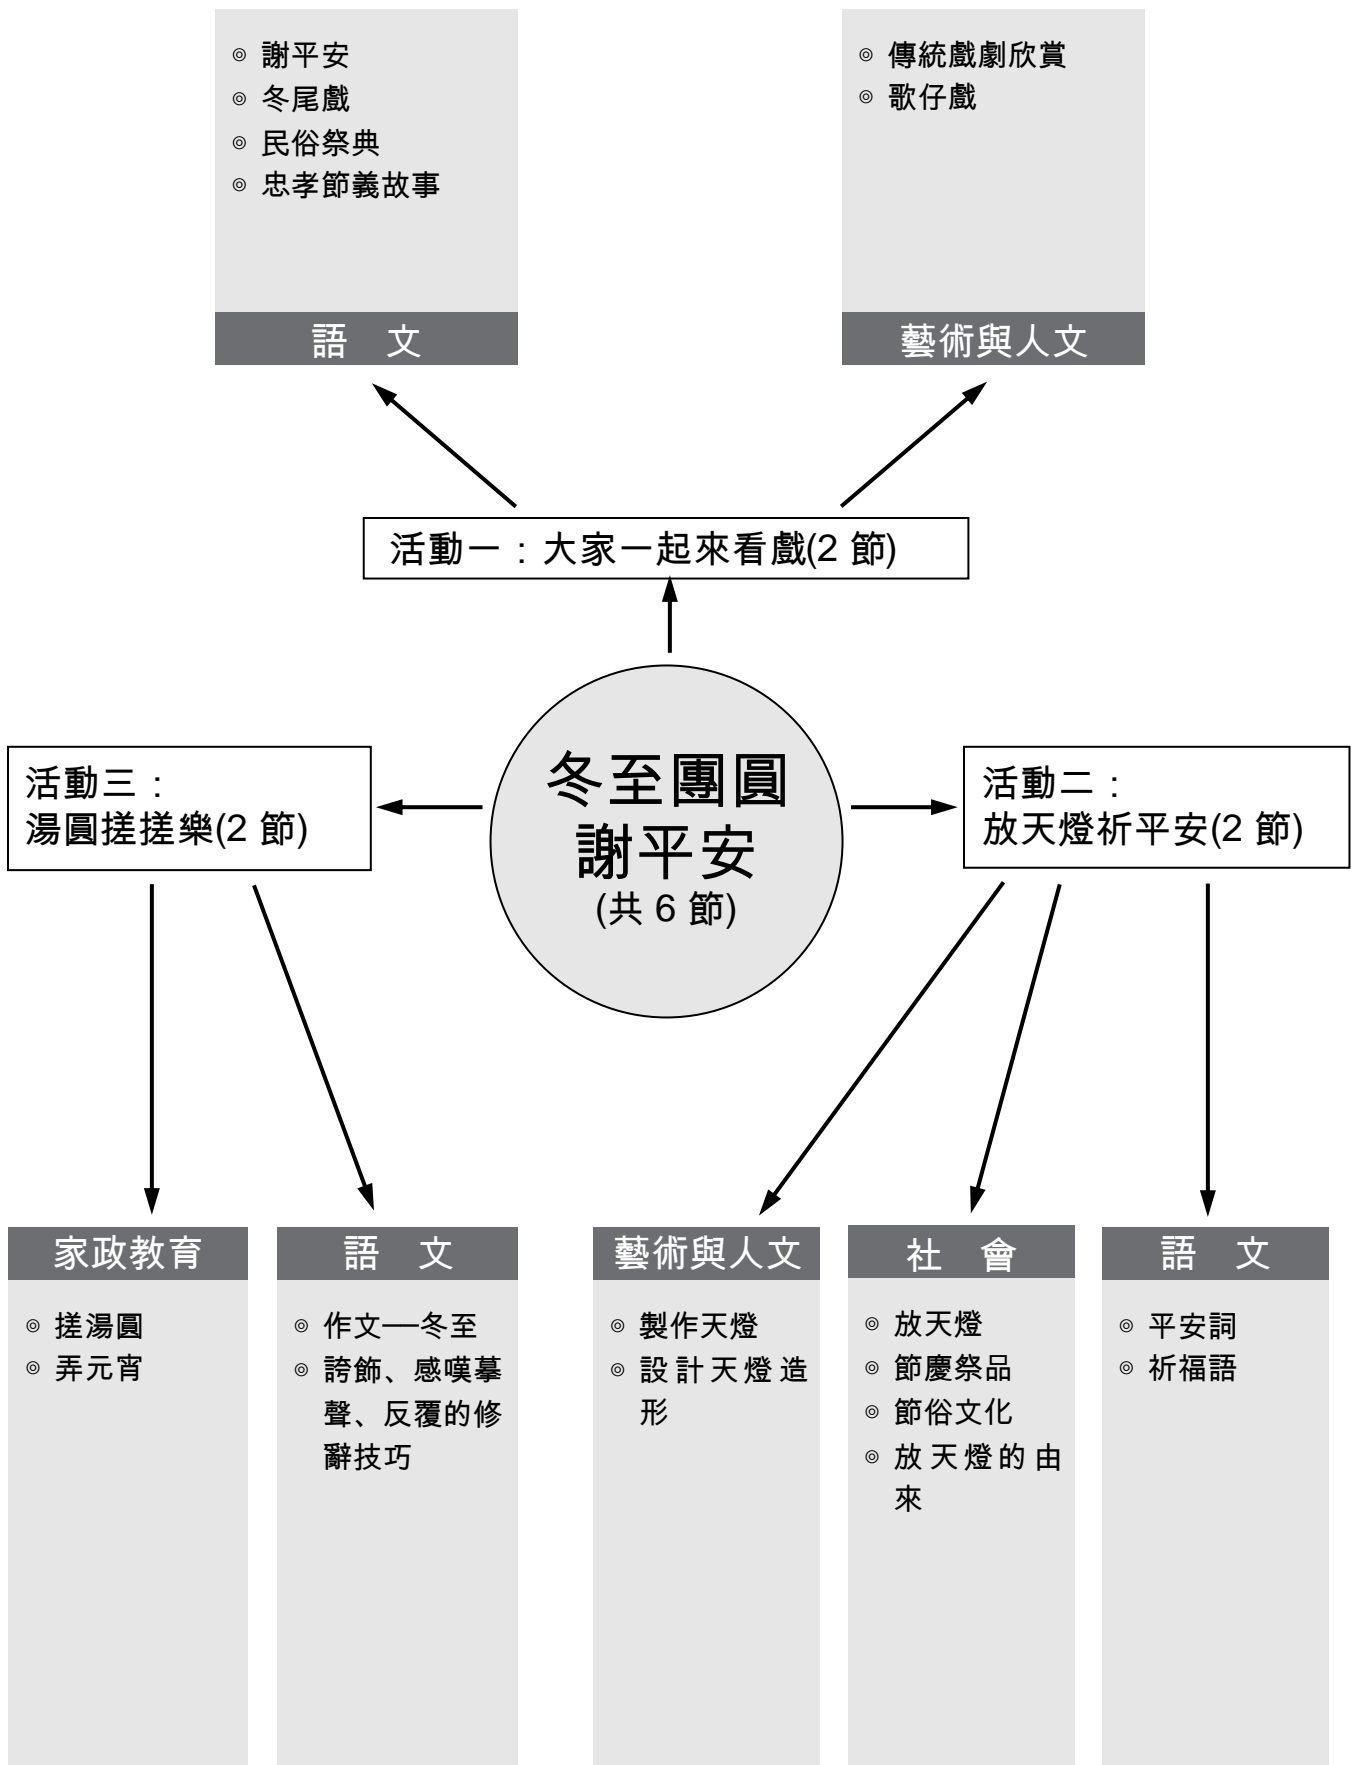 ◎ 謝平安
◎ 冬尾戲
◎ 民俗祭典
◎ 忠孝節義故事
語 文
◎ 傳統戲劇欣賞
◎ 歌仔戲
藝術與人文
活動一：大家一起來看戲(2 節)
冬至團圓
謝平安
(共 6 節)
活動三：
湯圓搓搓樂(2 節)
活動二：
放天燈祈平安(2 節)
家政教育
◎ 搓湯圓
◎ 弄元宵
語 文
◎ 作文──冬至
◎ 誇飾、感嘆摹
聲、反覆的修
辭技巧
藝術與人文
◎ 製作天燈
◎ 設計天燈造
形
社 會
◎ 放天燈
◎ 節慶祭品
◎ 節俗文化
◎ 放天燈的由
來
語 文
◎ 平安詞
◎ 祈福語